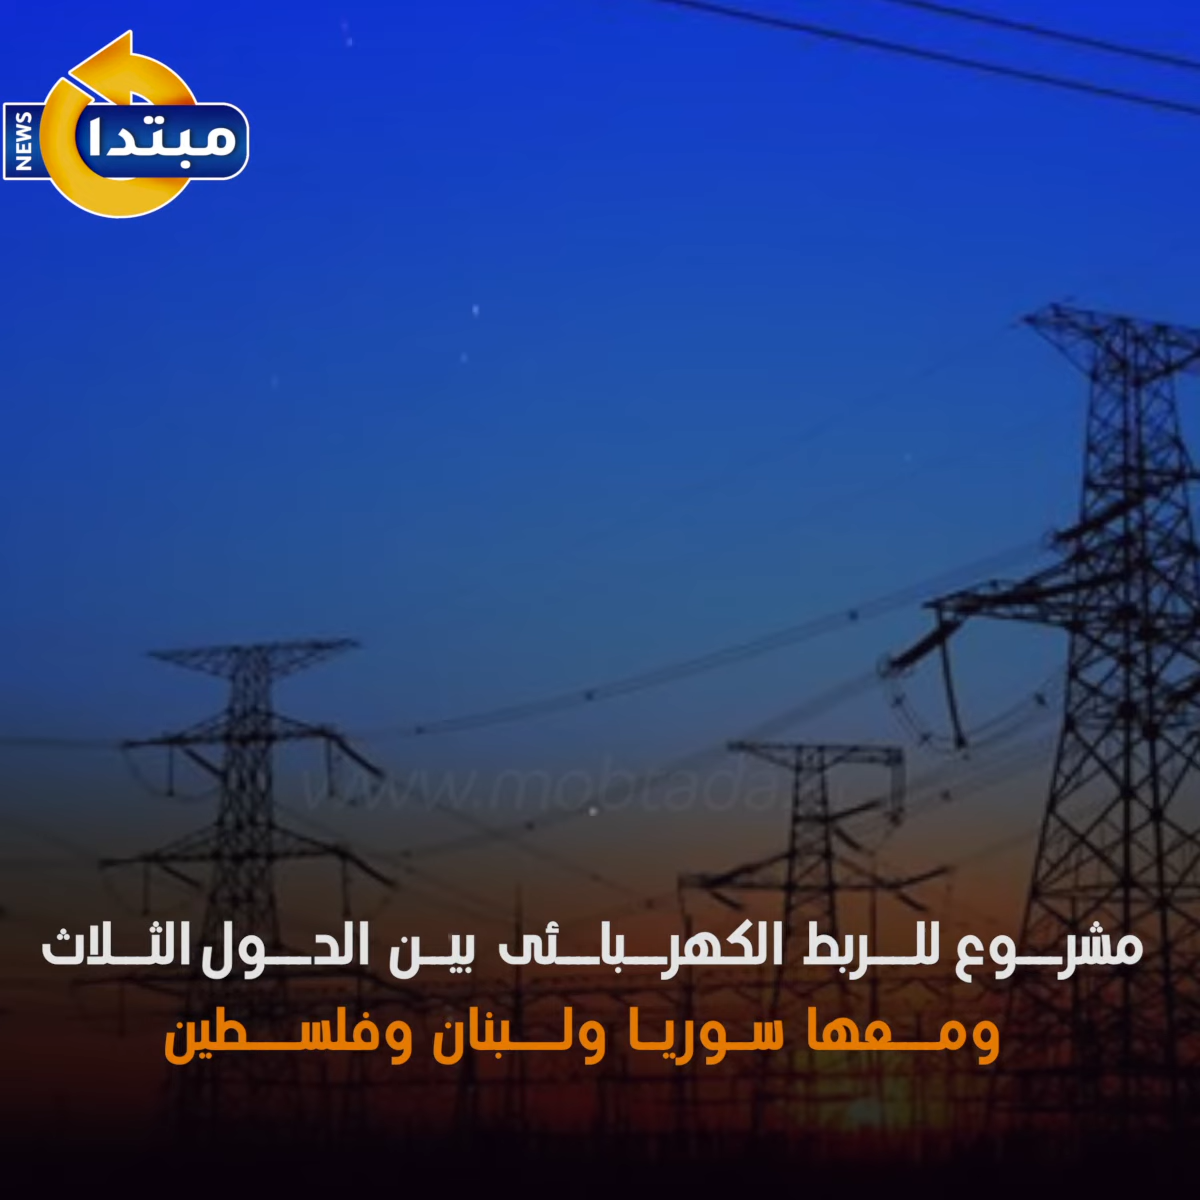 مبتدا
NEWS
www.mobtada
مشروع للربط الكهربائى بين الدول الثلاث
ومعها سوريا ولبنان وفلسطين